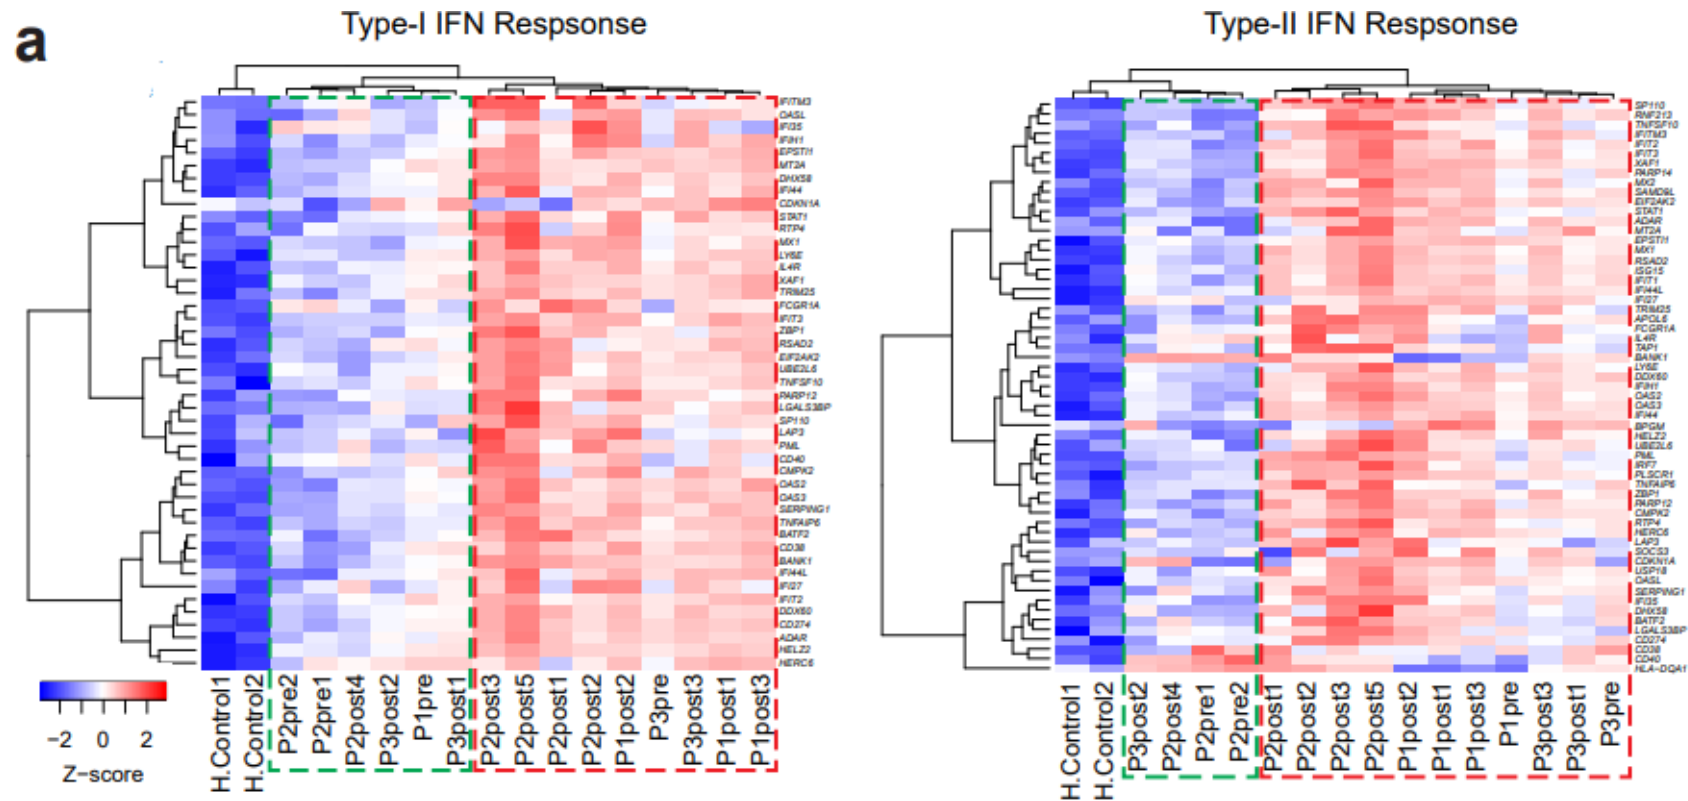 a
Type-I IFN Respsonse
IFITM3
OASL
IFI35
IFIH1
EPSTI1
MT2A
DHX58
IFI44
CDKN1A
STAT1
RTP4
MX1
LY6E
IL4R
XAF1
TRIM25
FCGR1A
IFIT3
ZBP1
RSAD2
EIF2AK2
UBE2L6
TNFSF10
PARP12
LGALS3BP
SP110
LAP3
PML
CD40
CMPK2
OAS2
OAS3
SERPING1
TNFAIP6
BATF2
CD38
BANK1
IFI44L
IFI27
IFIT2
DDX60
CD274
ADAR
HELZ2
HERC6
H.Control1
H.Control2
P2pre2
P2pre1
P2post4
P3post2
P1pre
P3post1
P2post3
P2post5
P2post1
P2post2
P1post2
P3pre
P3post3
P1post1
P1post3
−2 0 2
Z−score
Type-II IFN Respsonse
SP110
RNF213
TNFSF10
IFITM3
IFIT2
IFIT3
XAF1
PARP14
MX2
SAMD9L
EIF2AK2
STAT1
ADAR
MT2A
EPSTI1
MX1
RSAD2
ISG15
IFIT1
IFI44L
IFI27
TRIM25
APOL6
FCGR1A
IL4R
TAP1
BANK1
LY6E
DDX60
IFIH1
OAS2
OAS3
IFI44
BPGM
HELZ2
UBE2L6
PML
IRF7
PLSCR1
TNFAIP6
ZBP1
PARP12
CMPK2
RTP4
HERC6
LAP3
SOCS3
CDKN1A
USP18
OASL
SERPING1
IFI35
DHX58
BATF2
LGALS3BP
CD274
CD38
CD40
HLA−DQA1
H.Control1
H.Control2
P3post2
P2post4
P2pre1
P2pre2
P2post1
P2post2
P2post3
P2post5
P1post2
P1post1
P1post3
P1pre
P3post3
P3post1
P3pre